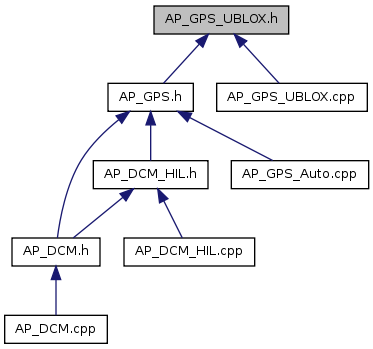 AP_GPS_UBLOX.h
AP_GPS.h
AP_GPS_UBLOX.cpp
AP_DCM_HIL.h
AP_GPS_Auto.cpp
AP_DCM.h
AP_DCM_HIL.cpp
AP_DCM.cpp